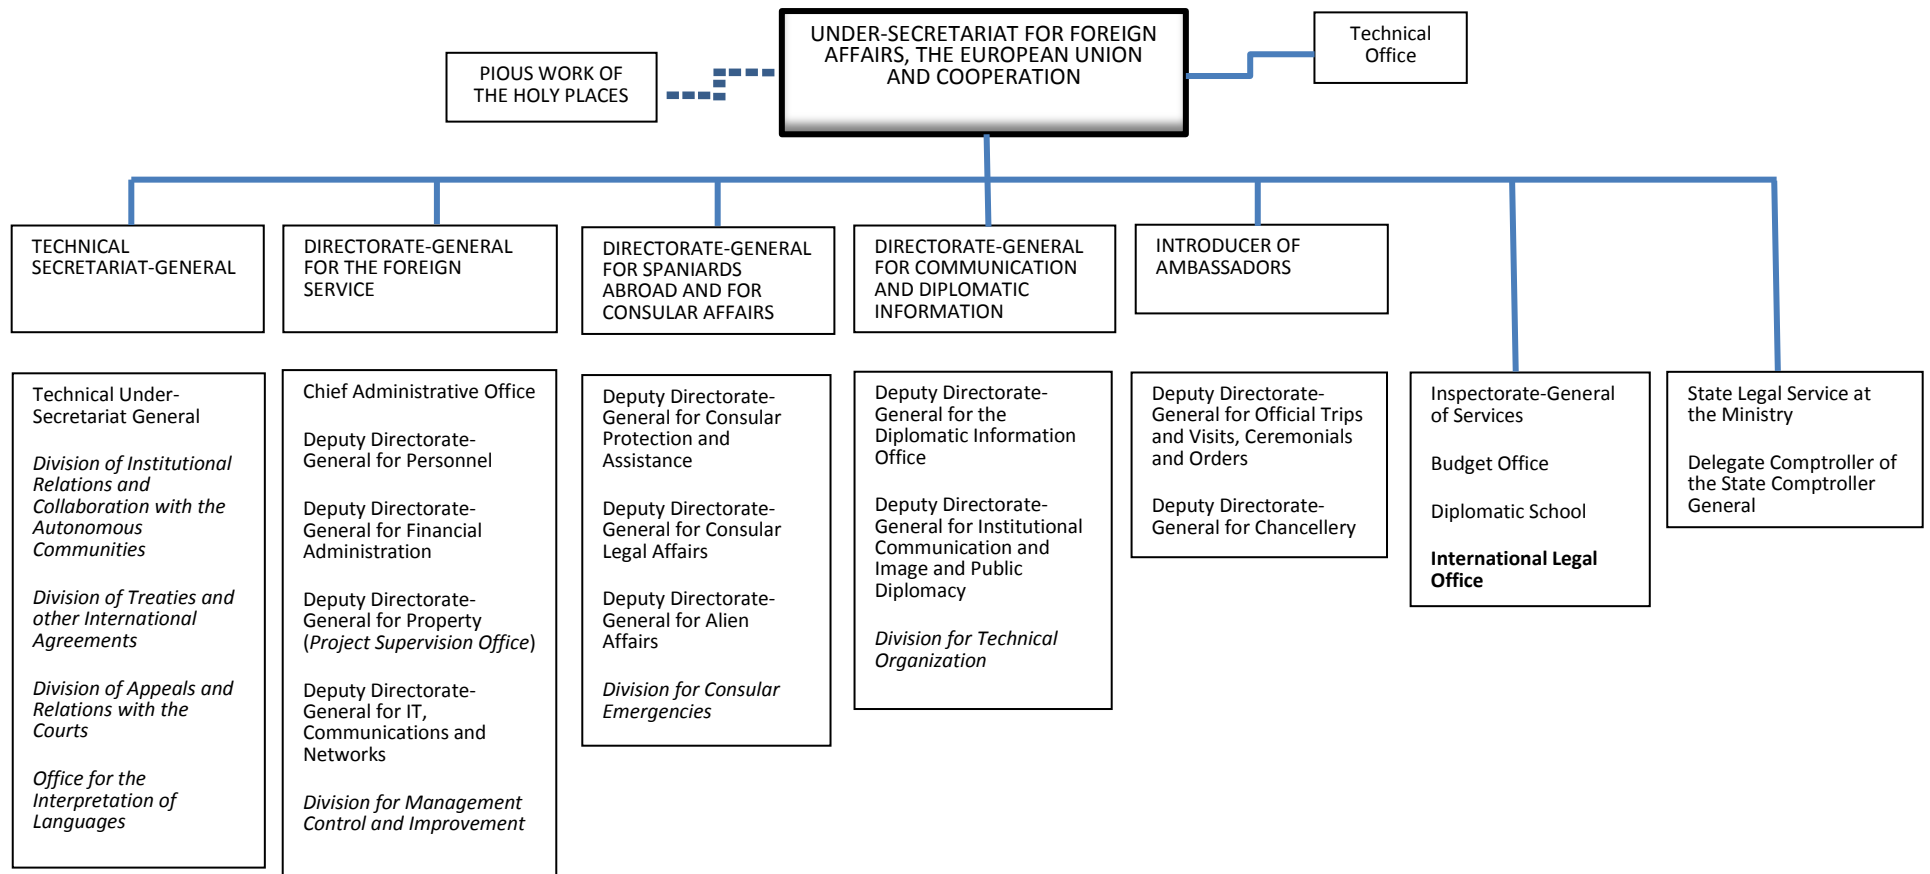 UNDER-SECRETARIAT FOR FOREIGN
AFFAIRS, THE EUROPEAN UNION
AND COOPERATION
Technical
Office
PIOUS WORK OF
THE HOLY PLACES
TECHNICAL
SECRETARIAT-GENERAL
DIRECTORATE-GENERAL
FOR THE FOREIGN
SERVICE
DIRECTORATE-GENERAL
FOR SPANIARDS
ABROAD AND FOR
CONSULAR AFFAIRS
DIRECTORATE-GENERAL
FOR COMMUNICATION
AND DIPLOMATIC
INFORMATION
INTRODUCER OF
AMBASSADORS
Technical Under-
Secretariat General
Division of Institutional
Relations and
Collaboration with the
Autonomous
Communities
Division of Treaties and
other International
Agreements
Division of Appeals and
Relations with the
Courts
Office for the
Interpretation of
Languages
Chief Administrative Office
Deputy Directorate-
General for Personnel
Deputy Directorate-
General for Financial
Administration
Deputy Directorate-
General for Property
(Project Supervision Office)
Deputy Directorate-
General for IT,
Communications and
Networks
Division for Management
Control and Improvement
Deputy Directorate-
General for Consular
Protection and
Assistance
Deputy Directorate-
General for Consular
Legal Affairs
Deputy Directorate-
General for Alien
Affairs
Division for Consular
Emergencies
Deputy Directorate-
General for the
Diplomatic Information
Office
Deputy Directorate-
General for Institutional
Communication and
Image and Public
Diplomacy
Division for Technical
Organization
Deputy Directorate-
General for Official Trips
and Visits, Ceremonials
and Orders
Deputy Directorate-
General for Chancellery
Inspectorate-General
of Services
Budget Office
Diplomatic School
International Legal
Office
State Legal Service at
the Ministry
Delegate Comptroller of
the State Comptroller
General